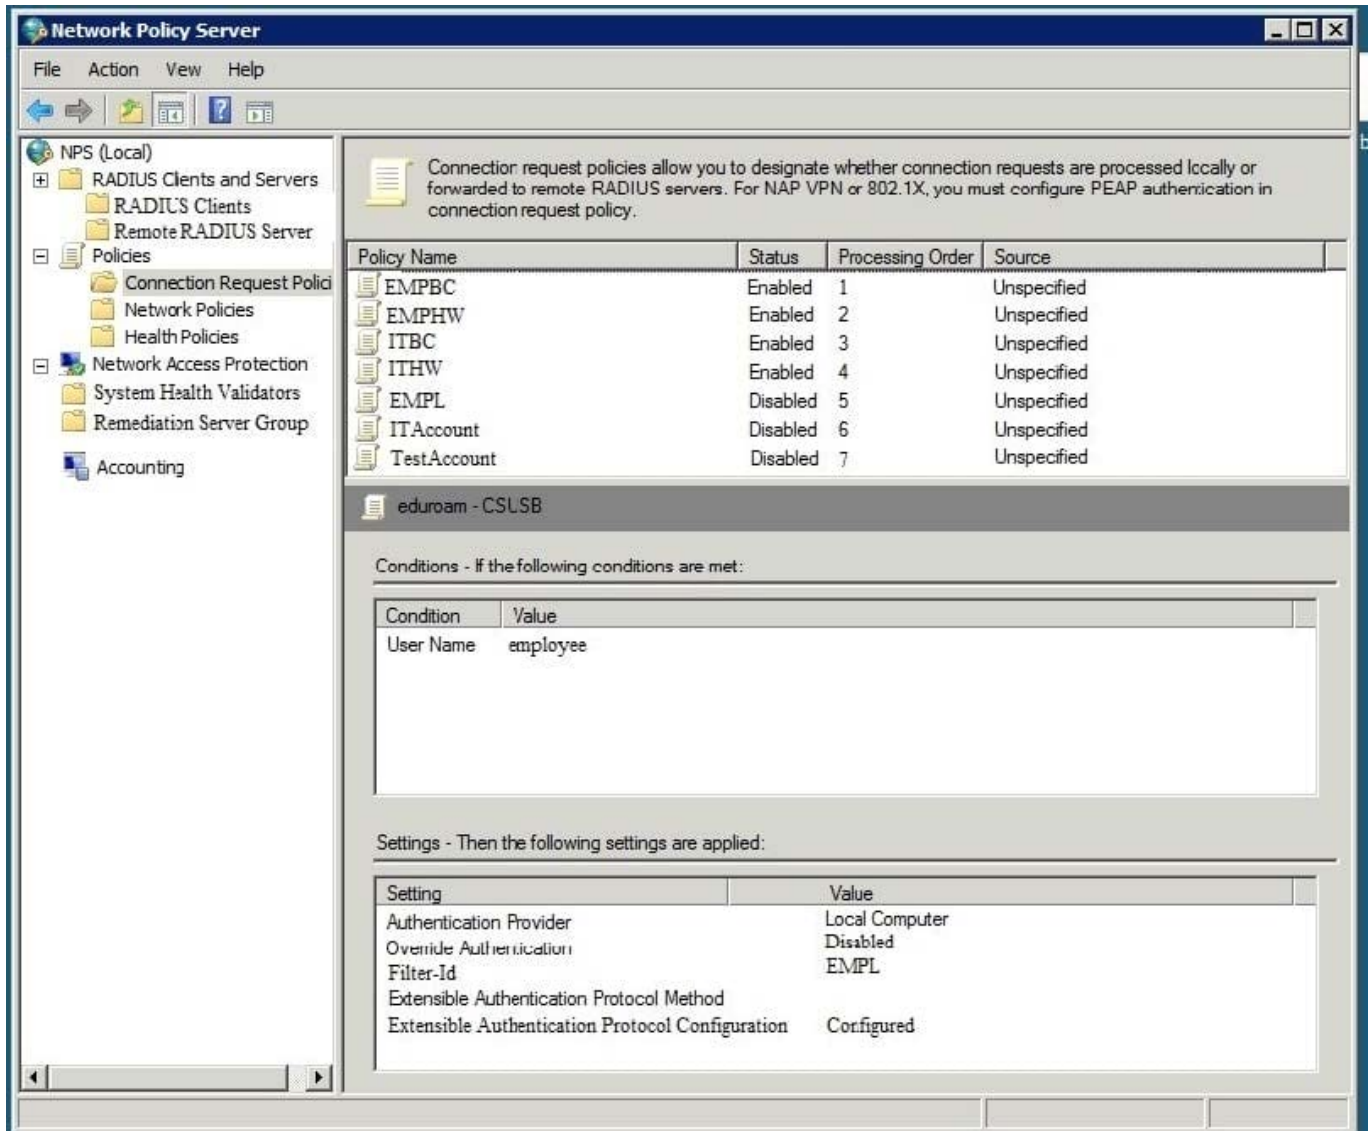 Network Policy Server
File Action Vew Help
NPS (Local)
RADIUS Clients and Servers
RADIUS Clients
Remote RADIUS Server
Policies
Connection Request Polici
Network Policies
Health Policies
Network Access Protection
System Health Validators
Remediation Server Group
Accounting
Connection request policies allow you to designate whether connection requests are processed locally or
forwarded to remote RADIUS servers. For NAP VPN or 802.1X, you must configure PEAP authentication in
connection request policy.
Policy Name Status Processing Order Source
EMPBC Enabled 1 Unspecified
EMPHW Enabled 2 Unspecified
ITBC Enabled 3 Unspecified
ITHW Enabled 4 Unspecified
EMPL Disabled 5 Unspecified
ITAccount Disabled 6 Unspecified
TestAccount Disabled 7 Unspecified
eduroam - CSUSB
Conditions - If the following conditions are met:
Condition Value
User Name employee
Settings - Then the following settings are applied:
Setting Value
Authentication Provider Local Computer
Override Authentication Disabled
Filter-Id EMPL
Extensible Authentication Protocol Method
Extensible Authentication Protocol Configuration Configured